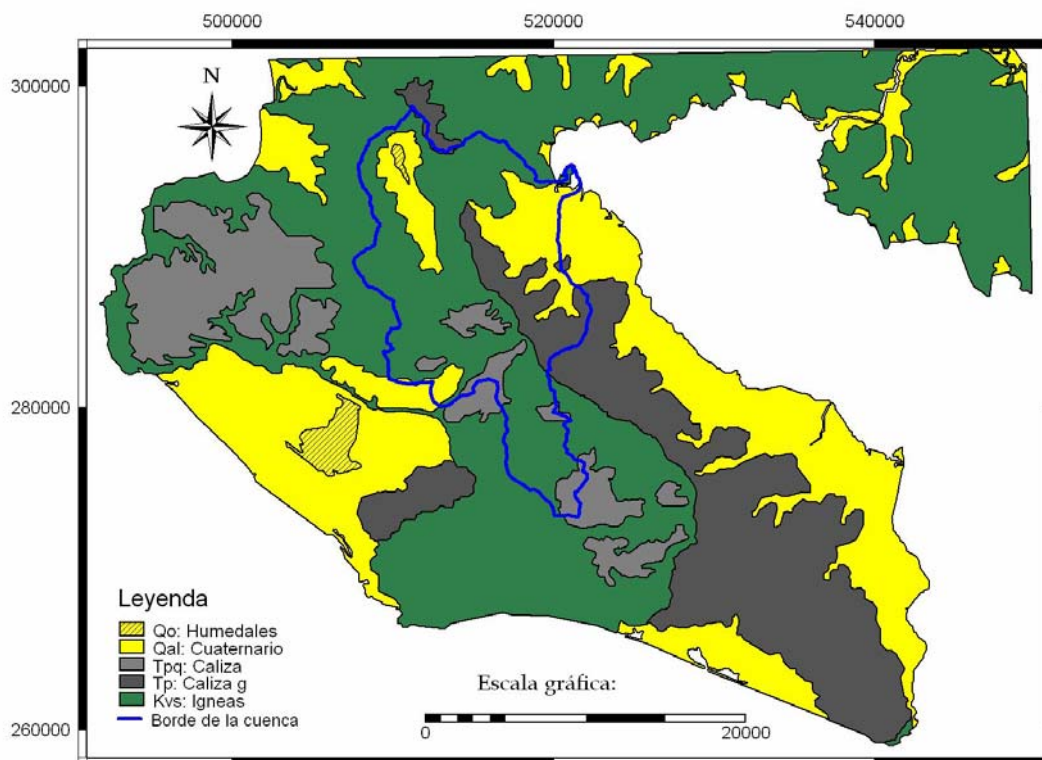 500000 520000 540000
N
300000
280000
260000
Leyenda
Qo: Humedales
Qal: Cuaternario
Tpq: Caliza
Tp: Caliza g
Kvs: Igneas
Borde de la cuenca
Escala gráfica:
0 20000